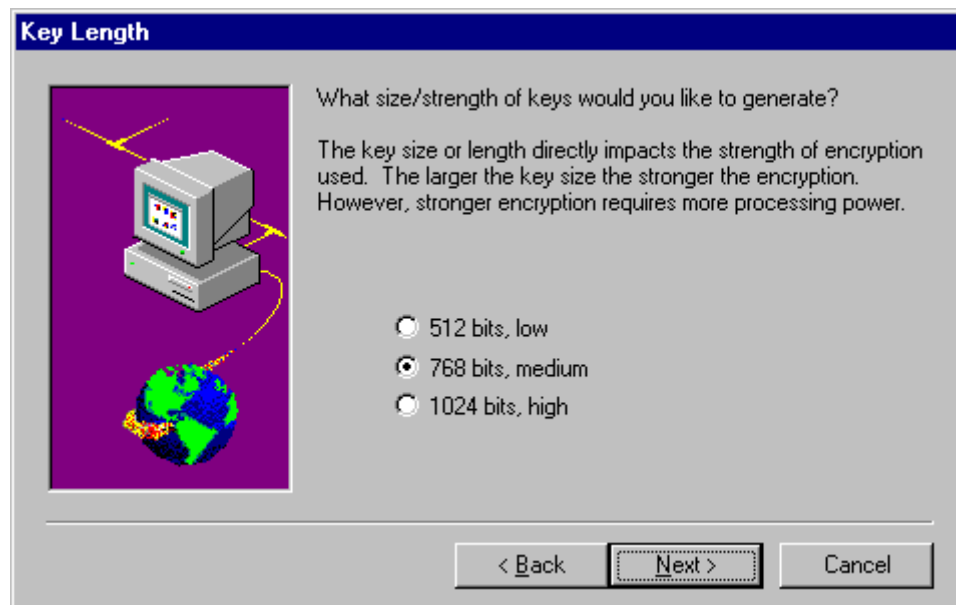 Key Length
What size/strength of keys would you like to generate?
The key size or length directly impacts the strength of encryption
used. The larger the key size the stronger the encryption.
However, stronger encryption requires more processing power.
512 bits, low
768 bits, medium
1024 bits, high
< Back
Next >
Cancel